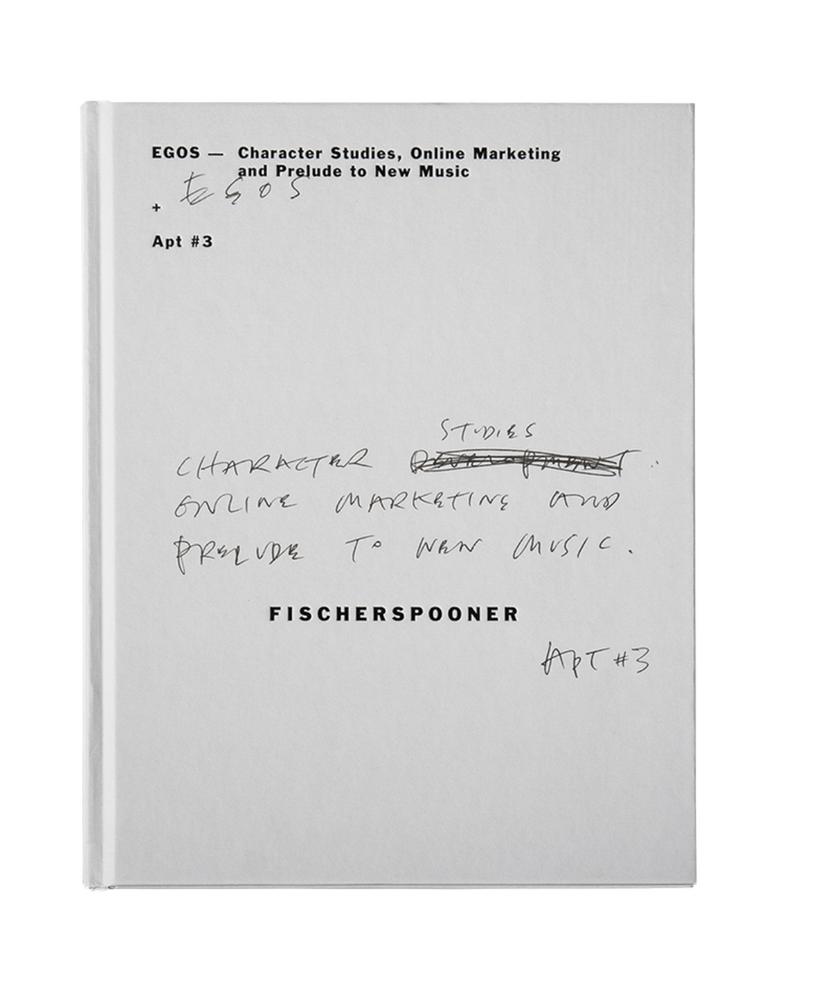 EGOS — Character Studies, Online Marketing
and Prelude to New Music
EGOS
+
Apt #3
STUDIES
CHARACTER DEVELOPMENT.
ONLINE MARKETING AND
PRELUDE TO NEW MUSIC.
FISCHERSPOONER
APT #3